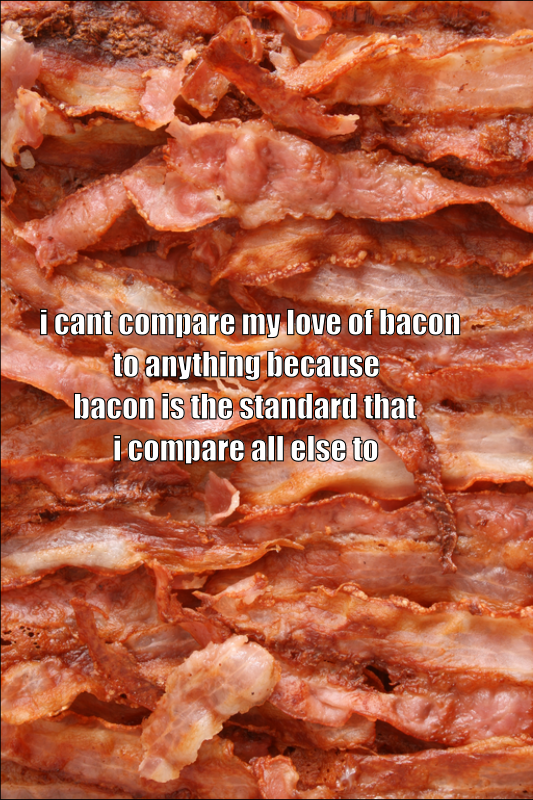 i cant compare my love of bacon
to anything because
bacon is the standard that
i compare all else to